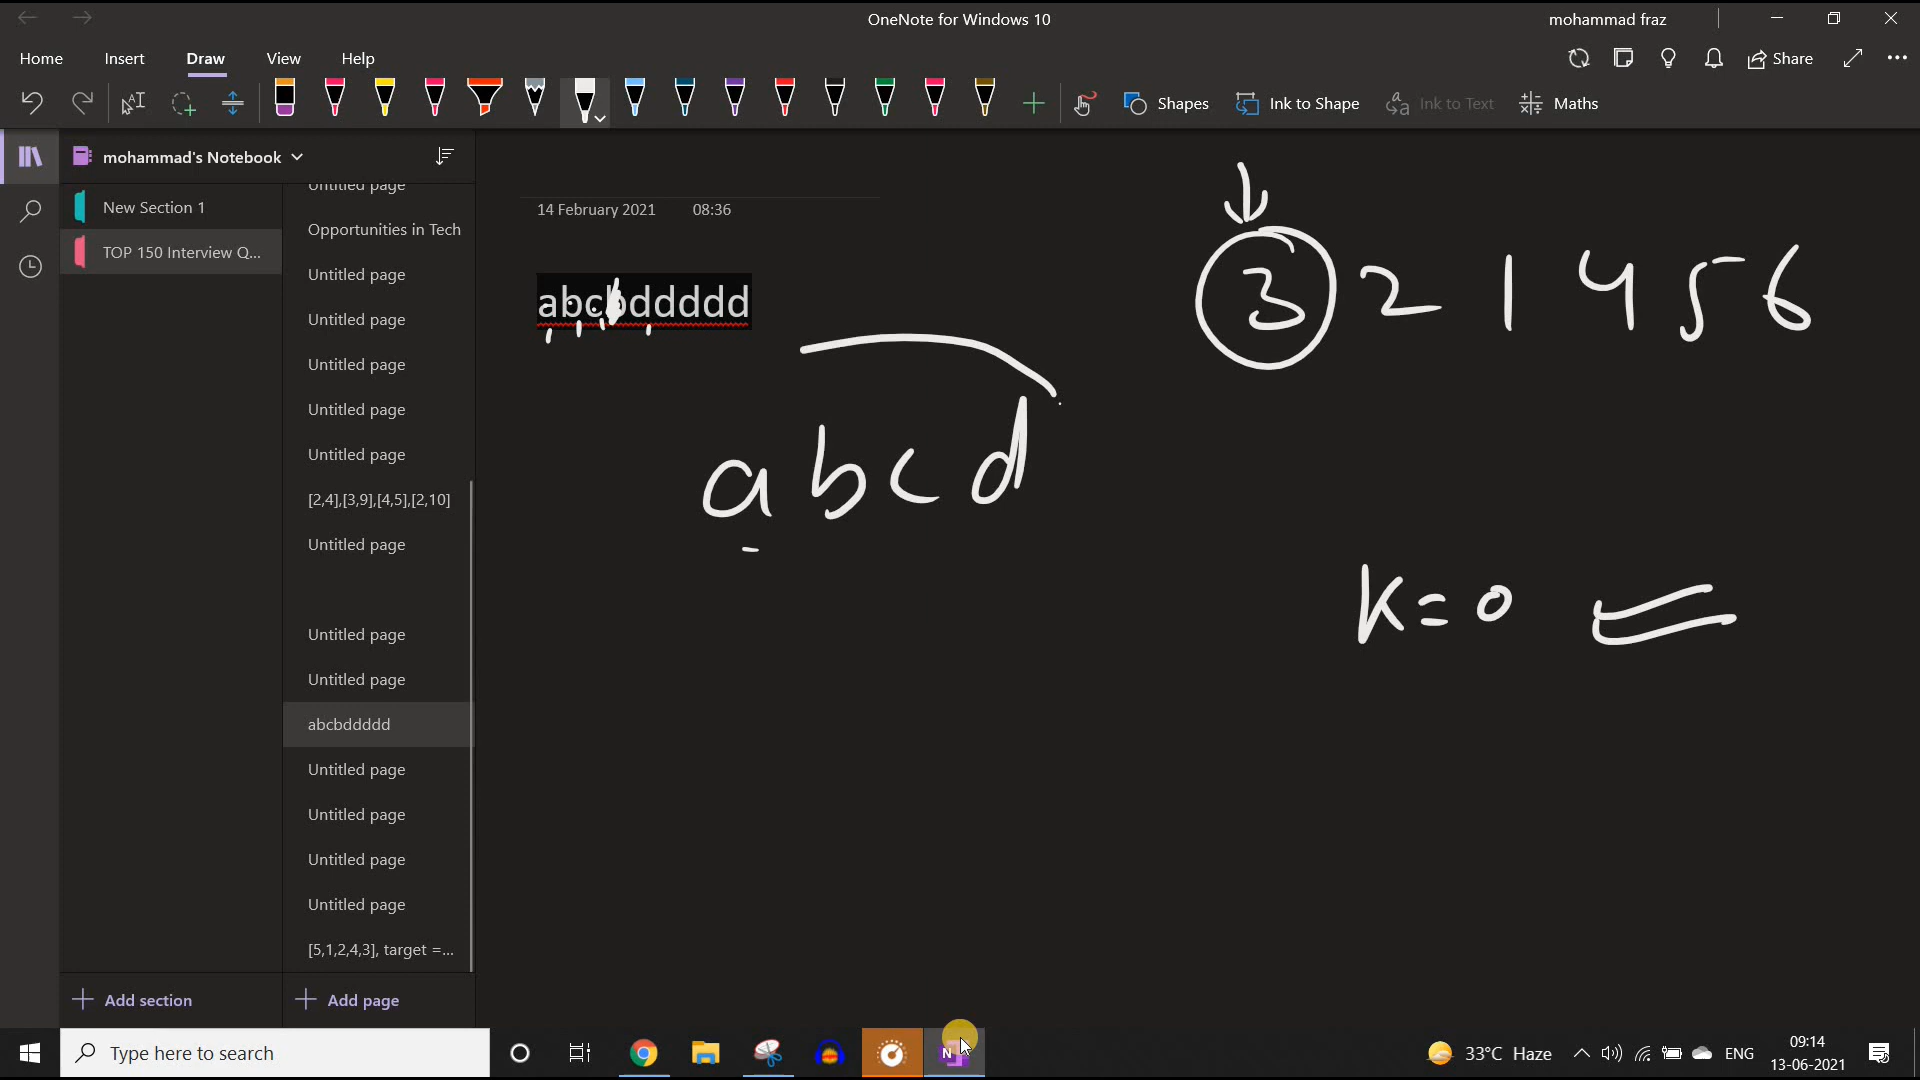 OneNote for Windows 10
mohammad fraz
Home Insert Draw View Help
Share
Shapes Ink to Shape Ink to Text Maths
mohammad's Notebook
New Section 1
TOP 150 Interview Q...
Untitled page
Opportunities in Tech
Untitled page
Untitled page
Untitled page
Untitled page
Untitled page
[2,4],[3,9],[4,5],[2,10]
Untitled page
Untitled page
Untitled page
abcbddddd
Untitled page
Untitled page
Untitled page
Untitled page
[5,1,2,4,3], target =...
Add section
Add page
14 February 2021 08:36
abcbddddd
3 2 1 4 5 6
a b c d
K = 0
Type here to search
N
33°C Haze
ENG
09:14
13-06-2021